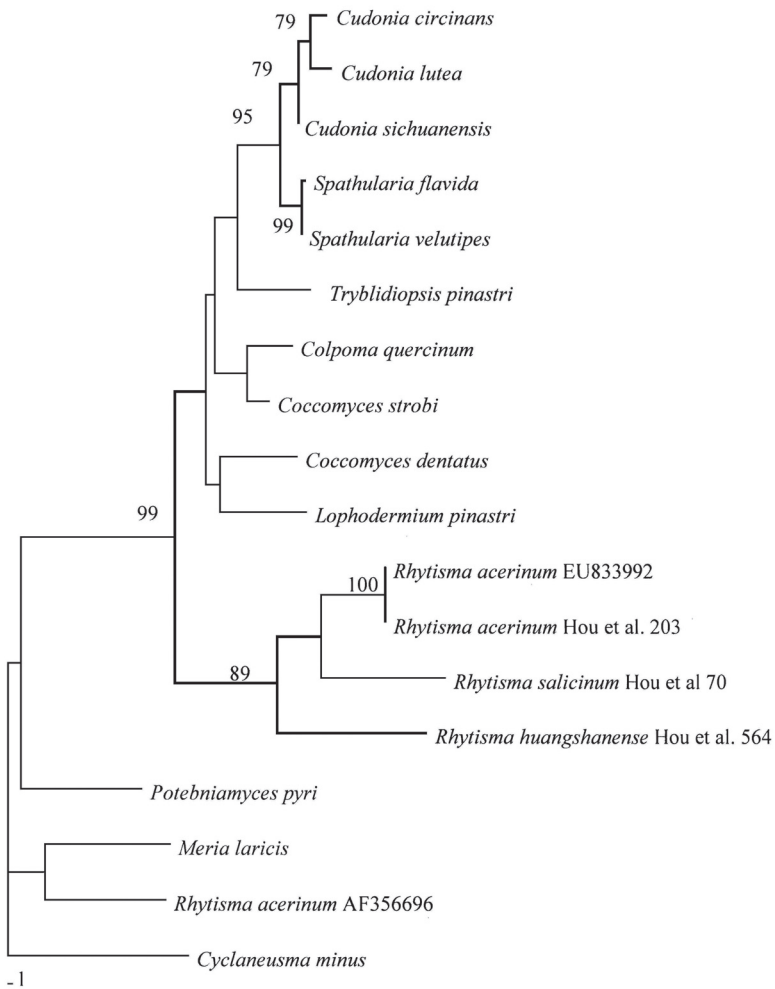 79
Cudonia circinans
79
Cudonia lutea
95
Cudonia sichuanensis
Spathularia flavida
99
Spathularia velutipes
Tryblidiopsis pinastri
Colpoma quercinum
Coccomyces strobi
Coccomyces dentatus
99
Lophodermium pinastri
100
Rhytisma acerinum EU833992
Rhytisma acerinum Hou et al. 203
89
Rhytisma salicinum Hou et al 70
Rhytisma huangshanense Hou et al. 564
Potebniamyces pyri
Meria laricis
Rhytisma acerinum AF356696
Cyclaneusma minus
1